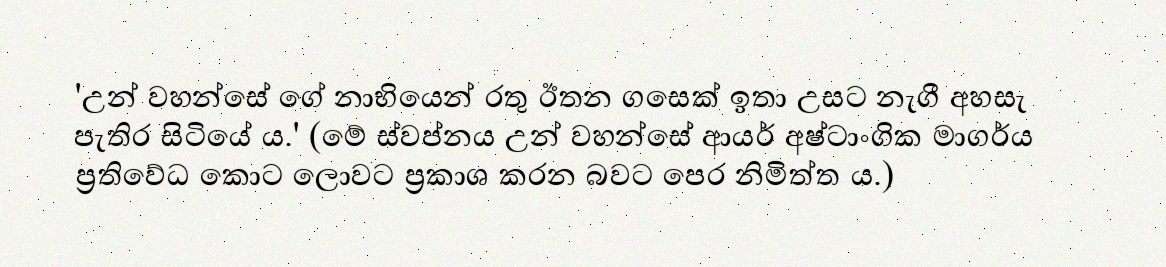 'උන් වහන්සේ ගේ නාභියෙන් රතු ඊතන ගසෙක් ඉතා උසට නැගී අහසැ
පැතිර සිටියේ ය.' (මේ ස්වප්නය උන් වහන්සේ ආයර් අෂ්ටාංගික මාගර්ය
ප්‍රතිවේධ කොට ලොවට ප්‍රකාශ කරන බවට පෙර නිමිත්ත ය.)